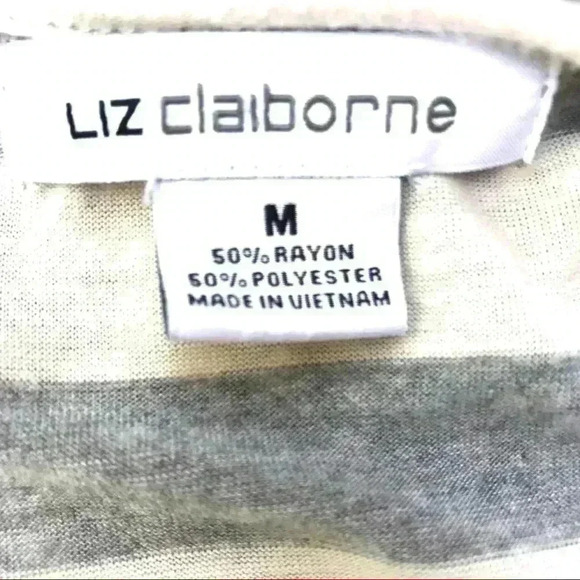 LIZ claiborne
M
50% RAYON
50% POLYESTER
MADE IN VIETNAM